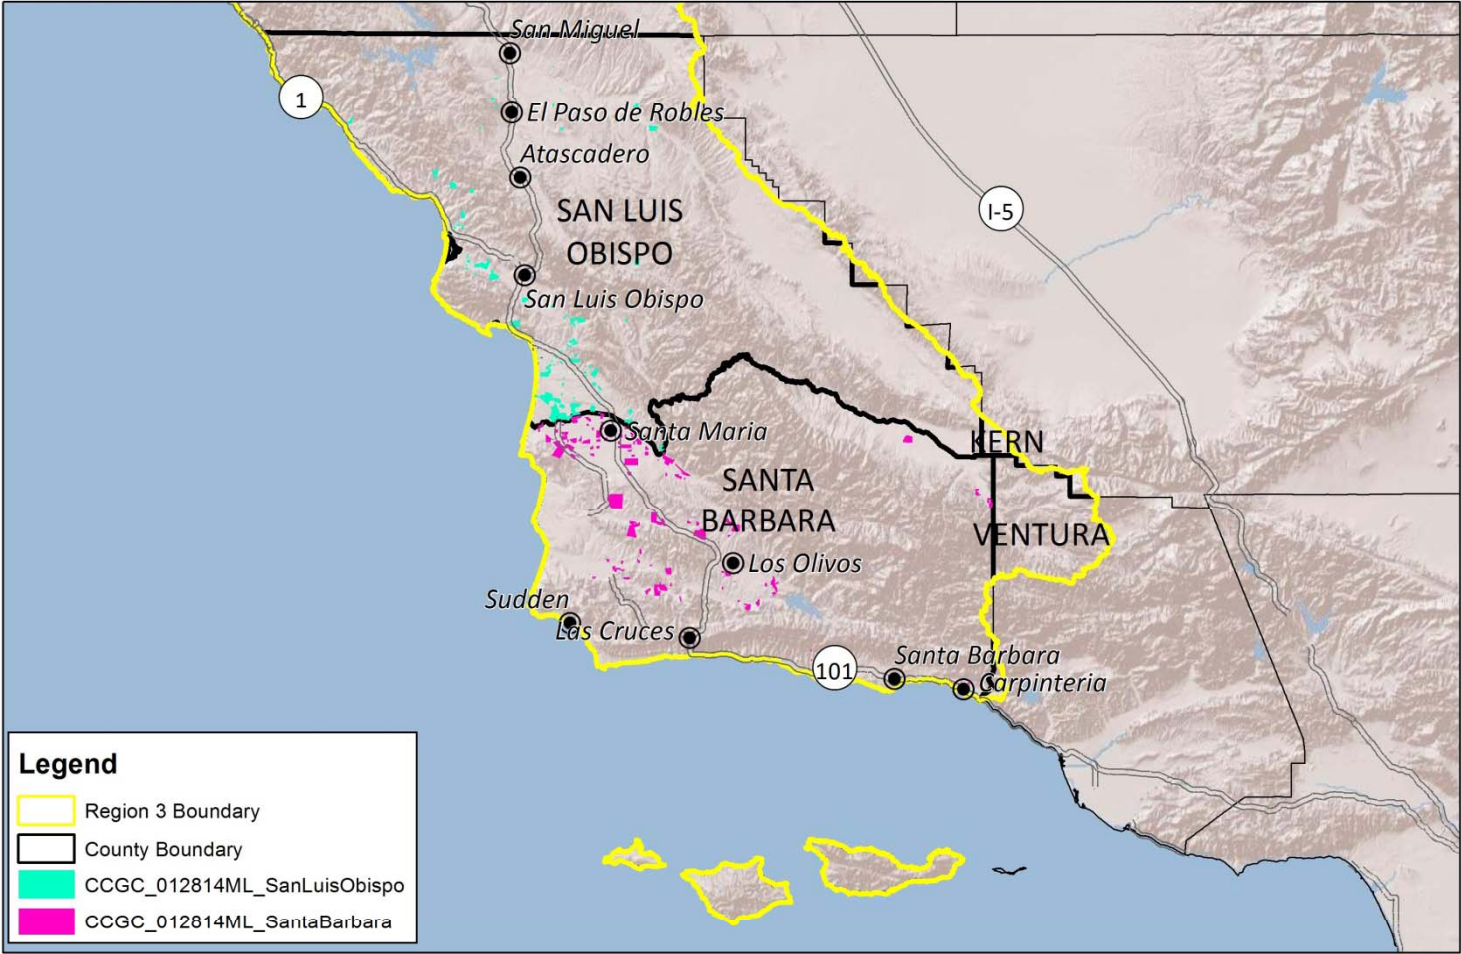 San Miguel
1
El Paso de Robles
Atascadero
SAN LUIS
OBISPO
I-5
San Luis Obispo
Santa Maria
KERN
SANTA
BARBARA
VENTURA
Los Olivos
Sudden
Las Cruces
101
Santa Barbara
Carpinteria
Legend
Region 3 Boundary
County Boundary
CCGC_012814ML_SanLuisObispo
CCGC_012814ML_SantaBarbara